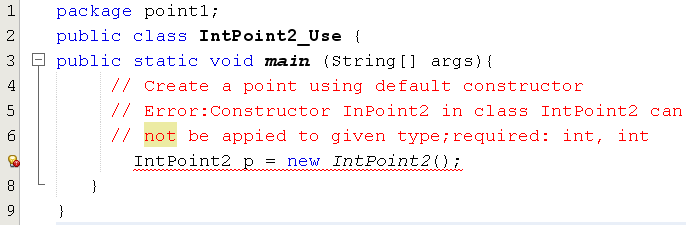 1 package point1;
2 public class IntPoint2_Use {
3 public static void main (String[] args){
4 // Create a point using default constructor
5 // Error:Constructor InPoint2 in class IntPoint2 can
6 // not be appied to given type;required: int, int
IntPoint2 p = new IntPoint2();
8 }
9 }